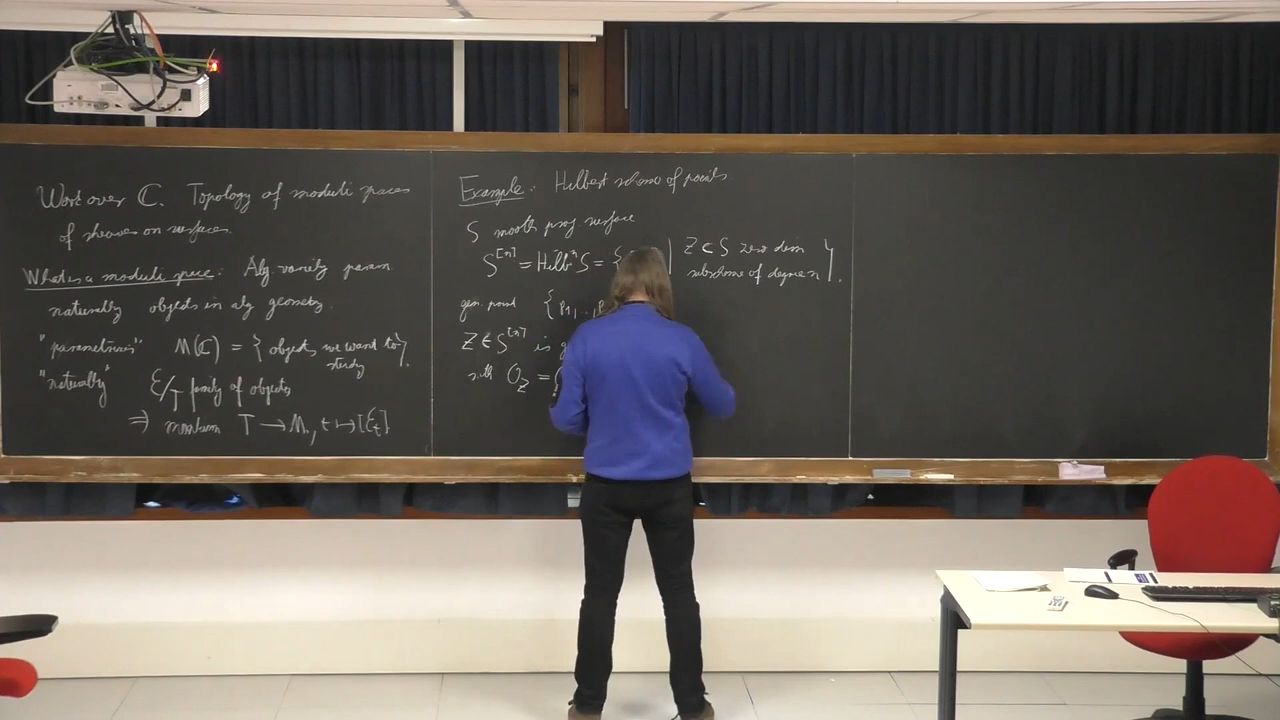 Work over ℂ. Topology of moduli spaces
of sheaves on surfaces.
What is a moduli space: Alg. variety param.
naturally objects in alg geometry.
"parametrizes" M(ℂ) = { objects we want to study }.
"naturally" ℰ/T family of objects
⇒ morphism T → M, t ↦ [ℰ_t]
Example: Hilbert scheme of points
S smooth proj. surface
S^[n] = Hilb^n S = { | Z ⊂ S zero dim subscheme of degree n }.
gen. point { p_1,
Z ∈ S^[n] is
with O_Z =